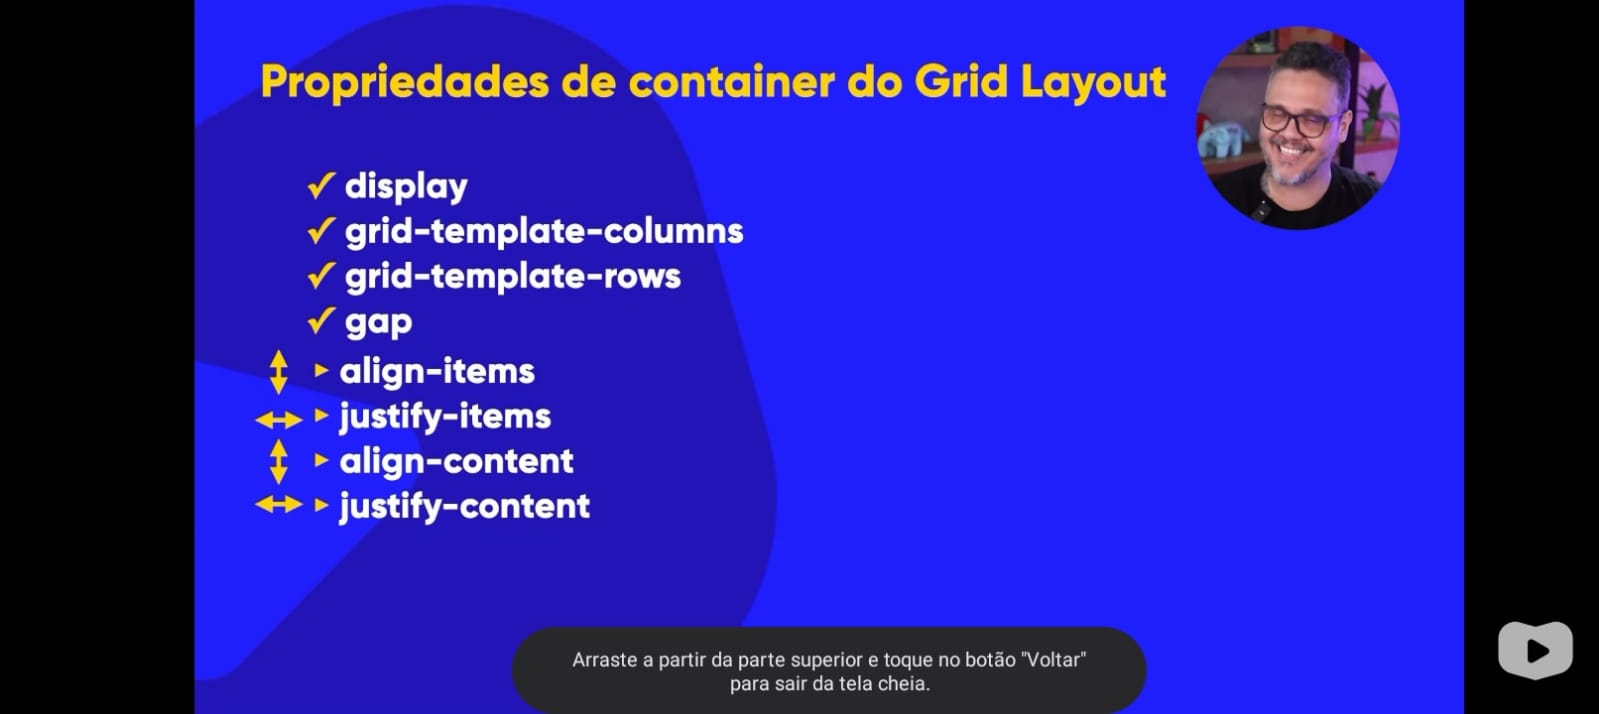 Propriedades de container do Grid Layout
✓ display
✓ grid-template-columns
✓ grid-template-rows
✓ gap
▸ align-items
▸ justify-items
▸ align-content
▸ justify-content
Arraste a partir da parte superior e toque no botão "Voltar"
para sair da tela cheia.